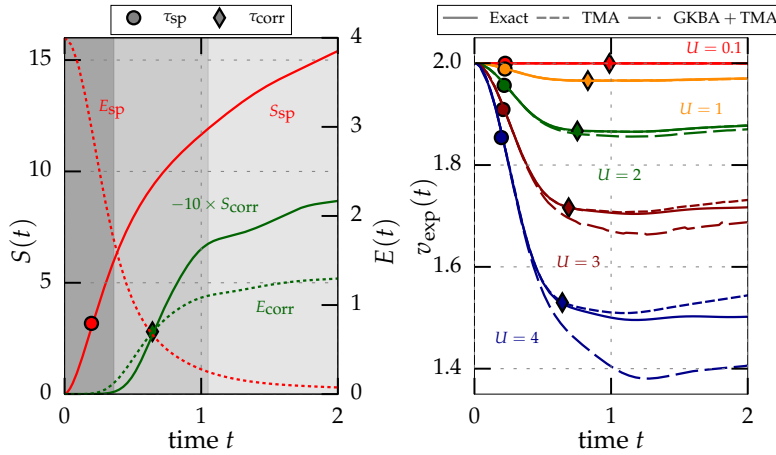 τsp τcorr
Exact TMA GKBA + TMA
S(t)
15
10
5
0
Esp
Ssp
−10 × Scorr
Ecorr
4
3
2
1
0
E(t)
0 1 2
time t
vexp(t)
2.0
1.8
1.6
1.4
U = 0.1
U = 1
U = 2
U = 3
U = 4
0 1 2
time t